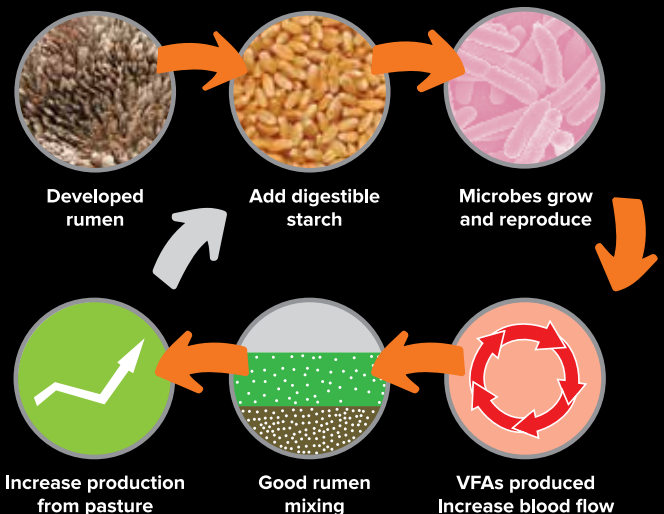 Developed
rumen
Add digestible
starch
Microbes grow
and reproduce
Increase production
from pasture
Good rumen
mixing
VFAs produced
Increase blood flow